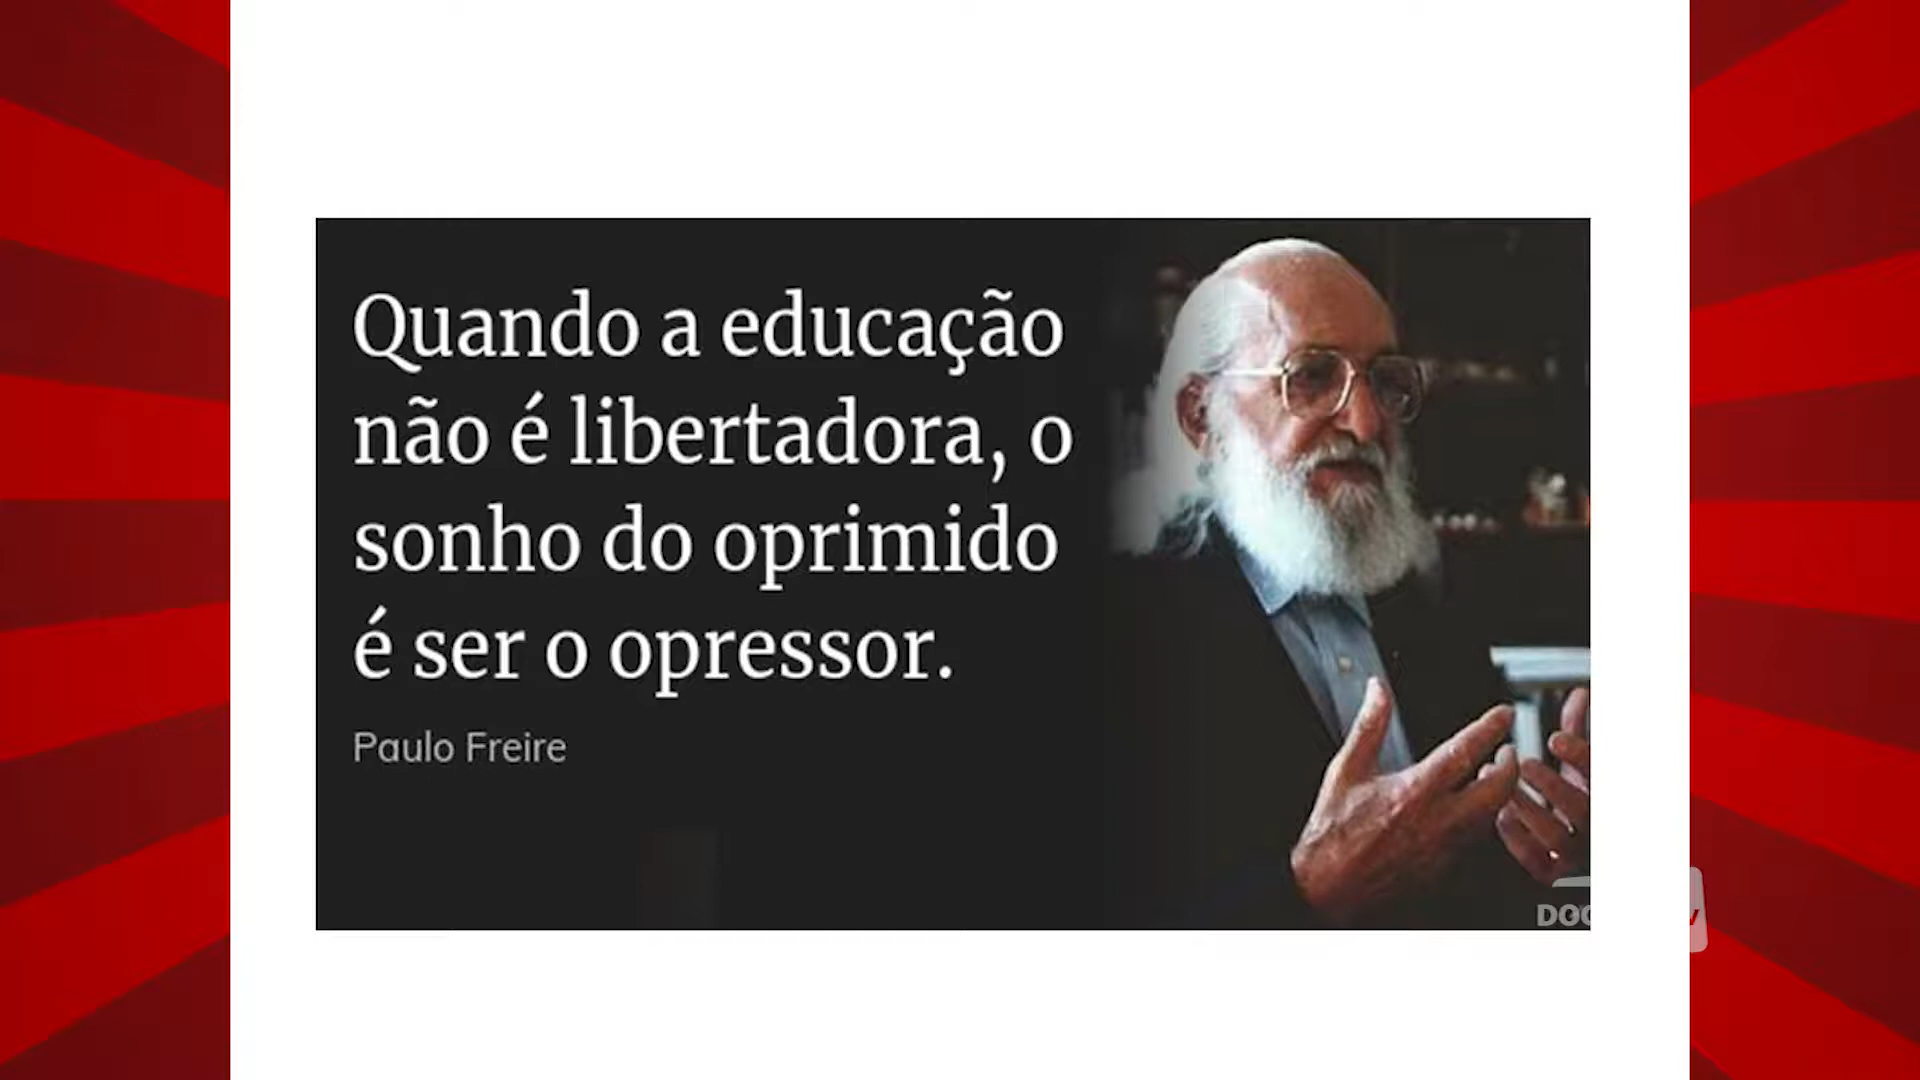 Quando a educação
não é libertadora, o
sonho do oprimido
é ser o opressor.
Paulo Freire